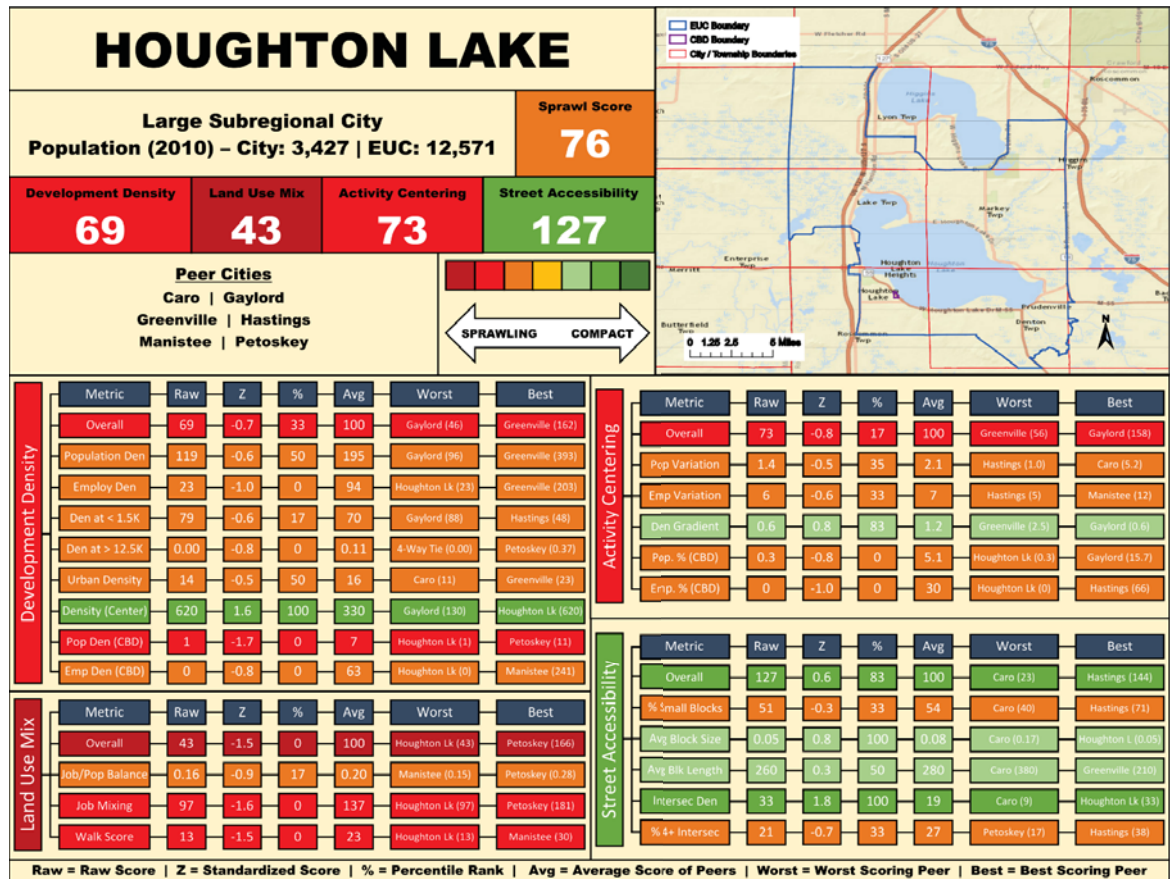 HOUGHTON LAKE
Large Subregional City
Population (2010) – City: 3,427 | EUC: 12,571
Sprawl Score
76
Development Density
69
Land Use Mix
43
Activity Centering
73
Street Accessibility
127
Peer Cities
Caro | Gaylord
Greenville | Hastings
Manistee | Petoskey
SPRAWLING COMPACT
EUC Boundary
CBD Boundary
City / Township Boundaries
W Fletcher Rd
Roscommon
Higgins Lake
Lyon Twp
Higgins Twp
Lake Twp
Markey Twp
Enterprise Twp
Merritt
Houghton Lake Heights
Houghton Lake
Houghton Lake
Prudenville
Butterfield Twp
Roscommon Twp
Denton Twp
N
0 1.25 2.5 5 Miles
Development Density
Metric Raw Z % Avg Worst Best
Overall 69 -0.7 33 100 Gaylord (46) Greenville (162)
Population Den 119 -0.6 50 195 Gaylord (96) Greenville (393)
Employ Den 23 -1.0 0 94 Houghton Lk (23) Greenville (203)
Den at < 1.5K 79 -0.6 17 70 Gaylord (88) Hastings (48)
Den at > 12.5K 0.00 -0.8 0 0.11 4-Way Tie (0.00) Petoskey (0.37)
Urban Density 14 -0.5 50 16 Caro (11) Greenville (23)
Density (Center) 620 1.6 100 330 Gaylord (130) Houghton Lk (620)
Pop Den (CBD) 1 -1.7 0 7 Houghton Lk (1) Petoskey (11)
Emp Den (CBD) 0 -0.8 0 63 Houghton Lk (0) Manistee (241)
Land Use Mix
Metric Raw Z % Avg Worst Best
Overall 43 -1.5 0 100 Houghton Lk (43) Petoskey (166)
Job/Pop Balance 0.16 -0.9 17 0.20 Manistee (0.15) Petoskey (0.28)
Job Mixing 97 -1.6 0 137 Houghton Lk (97) Petoskey (181)
Walk Score 13 -1.5 0 23 Houghton Lk (13) Manistee (30)
Activity Centering
Metric Raw Z % Avg Worst Best
Overall 73 -0.8 17 100 Greenville (56) Gaylord (158)
Pop Variation 1.4 -0.5 35 2.1 Hastings (1.0) Caro (5.2)
Emp Variation 6 -0.6 33 7 Hastings (5) Manistee (12)
Den Gradient 0.6 0.8 83 1.2 Greenville (2.5) Gaylord (0.6)
Pop. % (CBD) 0.3 -0.8 0 5.1 Houghton Lk (0.3) Gaylord (15.7)
Emp. % (CBD) 0 -1.0 0 30 Houghton Lk (0) Hastings (66)
Street Accessibility
Metric Raw Z % Avg Worst Best
Overall 127 0.6 83 100 Caro (23) Hastings (144)
% Small Blocks 51 -0.3 33 54 Caro (40) Hastings (71)
Avg Block Size 0.05 0.8 100 0.08 Caro (0.17) Houghton L (0.05)
Avg Blk Length 260 0.3 50 280 Caro (380) Greenville (210)
Intersec Den 33 1.8 100 19 Caro (9) Houghton Lk (33)
% 4+ Intersec 21 -0.7 33 27 Petoskey (17) Hastings (38)
Raw = Raw Score | Z = Standardized Score | % = Percentile Rank | Avg = Average Score of Peers | Worst = Worst Scoring Peer | Best = Best Scoring Peer